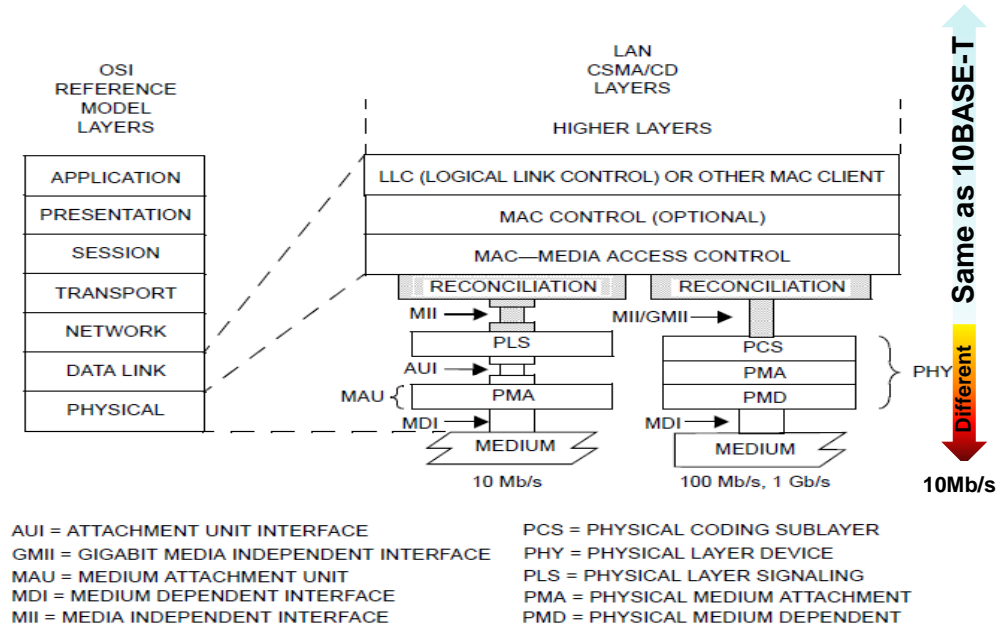 OSI
REFERENCE
MODEL
LAYERS
APPLICATION
PRESENTATION
SESSION
TRANSPORT
NETWORK
DATA LINK
PHYSICAL
LAN
CSMA/CD
LAYERS
HIGHER LAYERS
LLC (LOGICAL LINK CONTROL) OR OTHER MAC CLIENT
MAC CONTROL (OPTIONAL)
MAC—MEDIA ACCESS CONTROL
RECONCILIATION
MII
PLS
AUI
MAU
PMA
MDI
MEDIUM
10 Mb/s
RECONCILIATION
MII/GMII
PCS
PMA
PMD
PHY
MDI
MEDIUM
100 Mb/s, 1 Gb/s
Same as 10BASE-T
Different
10Mb/s
AUI = ATTACHMENT UNIT INTERFACE
GMII = GIGABIT MEDIA INDEPENDENT INTERFACE
MAU = MEDIUM ATTACHMENT UNIT
MDI = MEDIUM DEPENDENT INTERFACE
MII = MEDIA INDEPENDENT INTERFACE
PCS = PHYSICAL CODING SUBLAYER
PHY = PHYSICAL LAYER DEVICE
PLS = PHYSICAL LAYER SIGNALING
PMA = PHYSICAL MEDIUM ATTACHMENT
PMD = PHYSICAL MEDIUM DEPENDENT